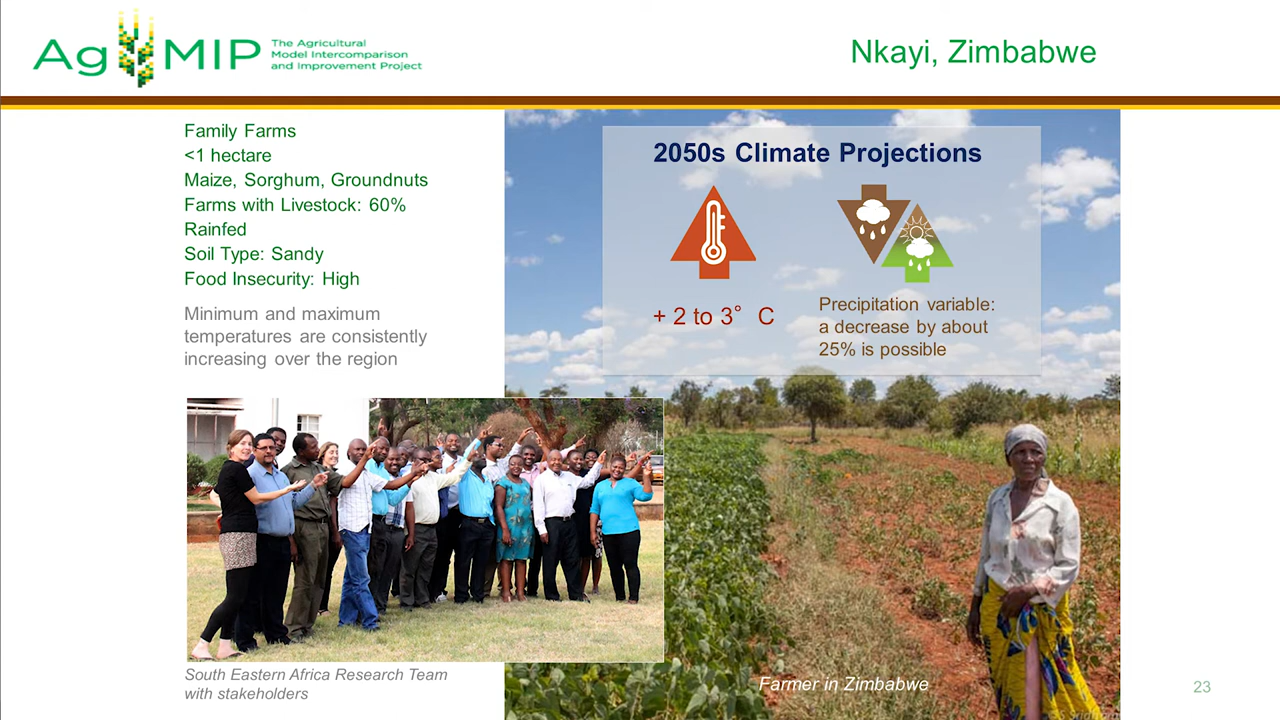 AgMIP
The Agricultural
Model Intercomparison
and Improvement Project
Nkayi, Zimbabwe
Family Farms
<1 hectare
Maize, Sorghum, Groundnuts
Farms with Livestock: 60%
Rainfed
Soil Type: Sandy
Food Insecurity: High
Minimum and maximum
temperatures are consistently
increasing over the region
2050s Climate Projections
+ 2 to 3° C
Precipitation variable:
a decrease by about
25% is possible
South Eastern Africa Research Team
with stakeholders
Farmer in Zimbabwe
23